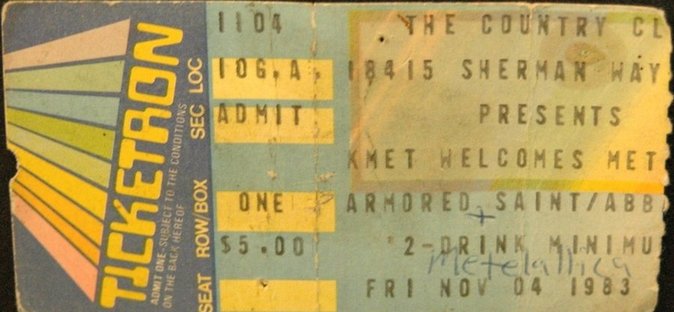 TICKETRON
ADMIT ONE-SUBJECT TO THE CONDITIONS
ON THE BACK HEREOF
SEAT ROW/BOX SEC LOC
1104 THE COUNTRY CL
10G.A. 18415 SHERMAN WAY
ADMIT PRESENTS
KMET WELCOMES MET
ONE ARMORED SAINT/ABB
+
$5.00 2-DRINK MINIMU
Metelallica
FRI NOV 04 1983